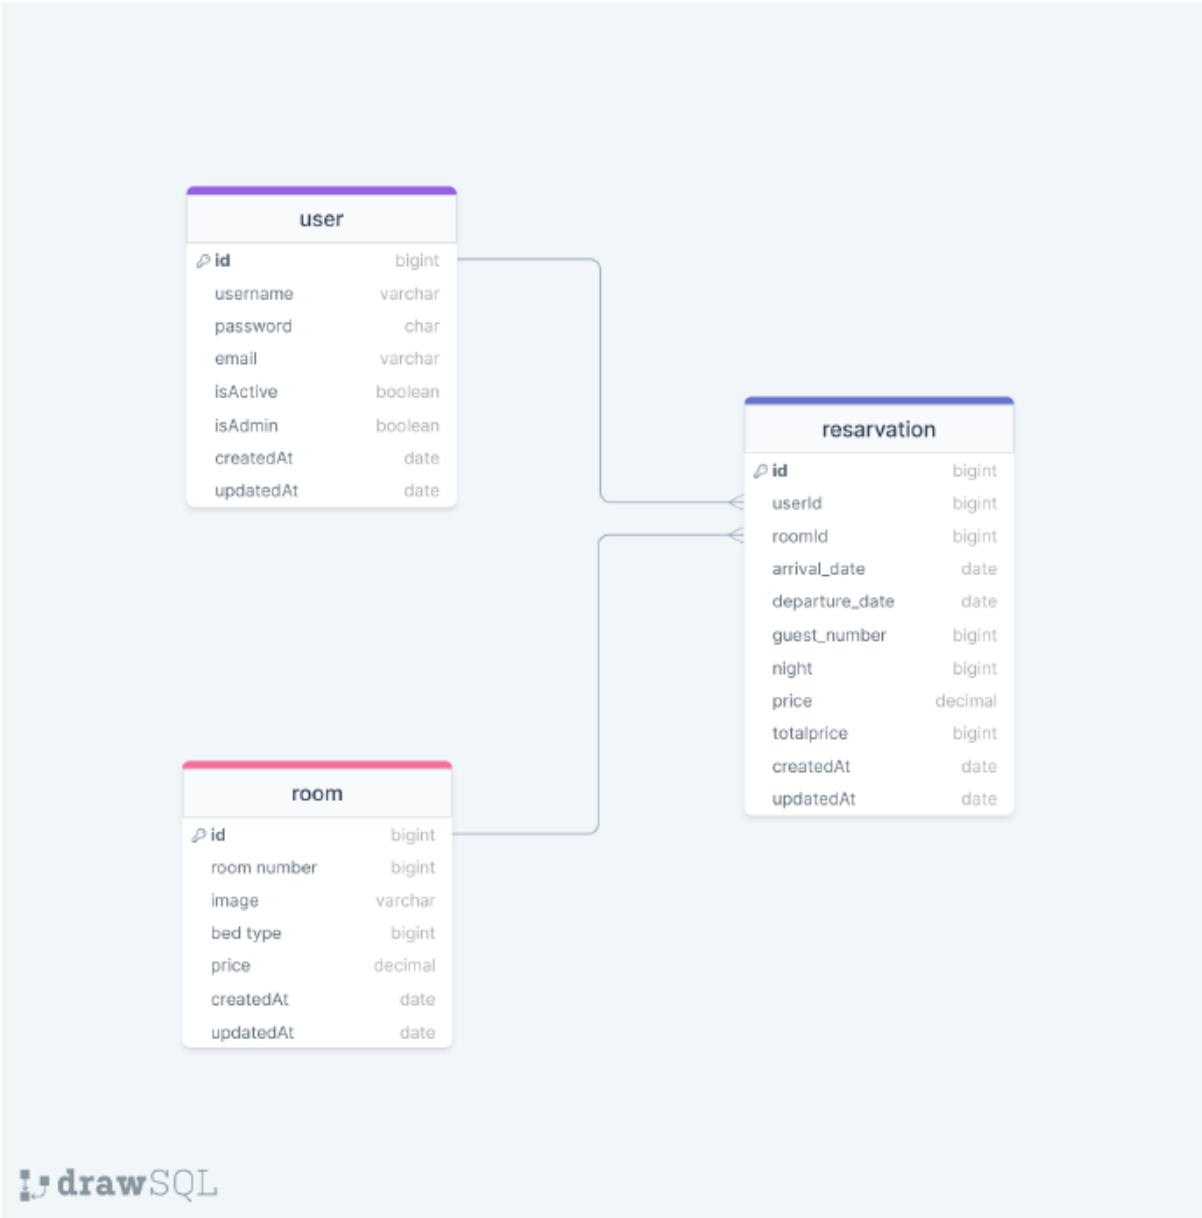 user
id bigint
username varchar
password char
email varchar
isActive boolean
isAdmin boolean
createdAt date
updatedAt date
resarvation
id bigint
userId bigint
roomId bigint
arrival_date date
departure_date date
guest_number bigint
night bigint
price decimal
totalprice bigint
createdAt date
updatedAt date
room
id bigint
room number bigint
image varchar
bed type bigint
price decimal
createdAt date
updatedAt date
drawSQL